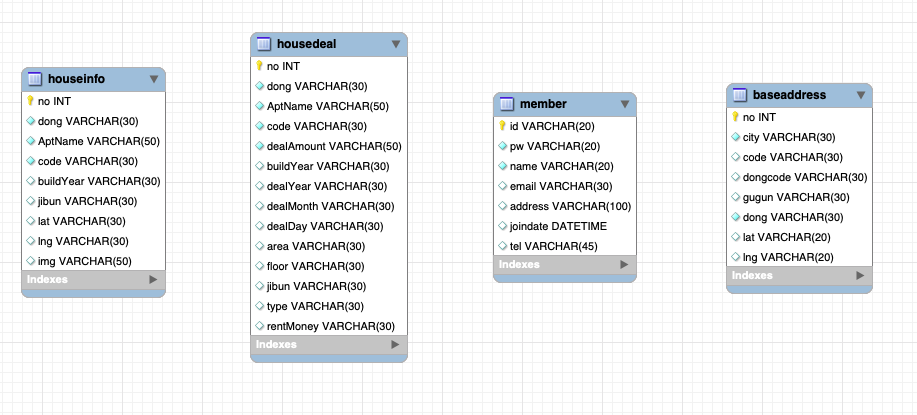 houseinfo
no INT
dong VARCHAR(30)
AptName VARCHAR(50)
code VARCHAR(30)
buildYear VARCHAR(30)
jibun VARCHAR(30)
lat VARCHAR(30)
lng VARCHAR(30)
img VARCHAR(50)
Indexes
housedeal
no INT
dong VARCHAR(30)
AptName VARCHAR(50)
code VARCHAR(30)
dealAmount VARCHAR(50)
buildYear VARCHAR(30)
dealYear VARCHAR(30)
dealMonth VARCHAR(30)
dealDay VARCHAR(30)
area VARCHAR(30)
floor VARCHAR(30)
jibun VARCHAR(30)
type VARCHAR(30)
rentMoney VARCHAR(30)
Indexes
member
id VARCHAR(20)
pw VARCHAR(20)
name VARCHAR(20)
email VARCHAR(30)
address VARCHAR(100)
joindate DATETIME
tel VARCHAR(45)
Indexes
baseaddress
no INT
city VARCHAR(30)
code VARCHAR(30)
dongcode VARCHAR(30)
gugun VARCHAR(30)
dong VARCHAR(30)
lat VARCHAR(20)
lng VARCHAR(20)
Indexes